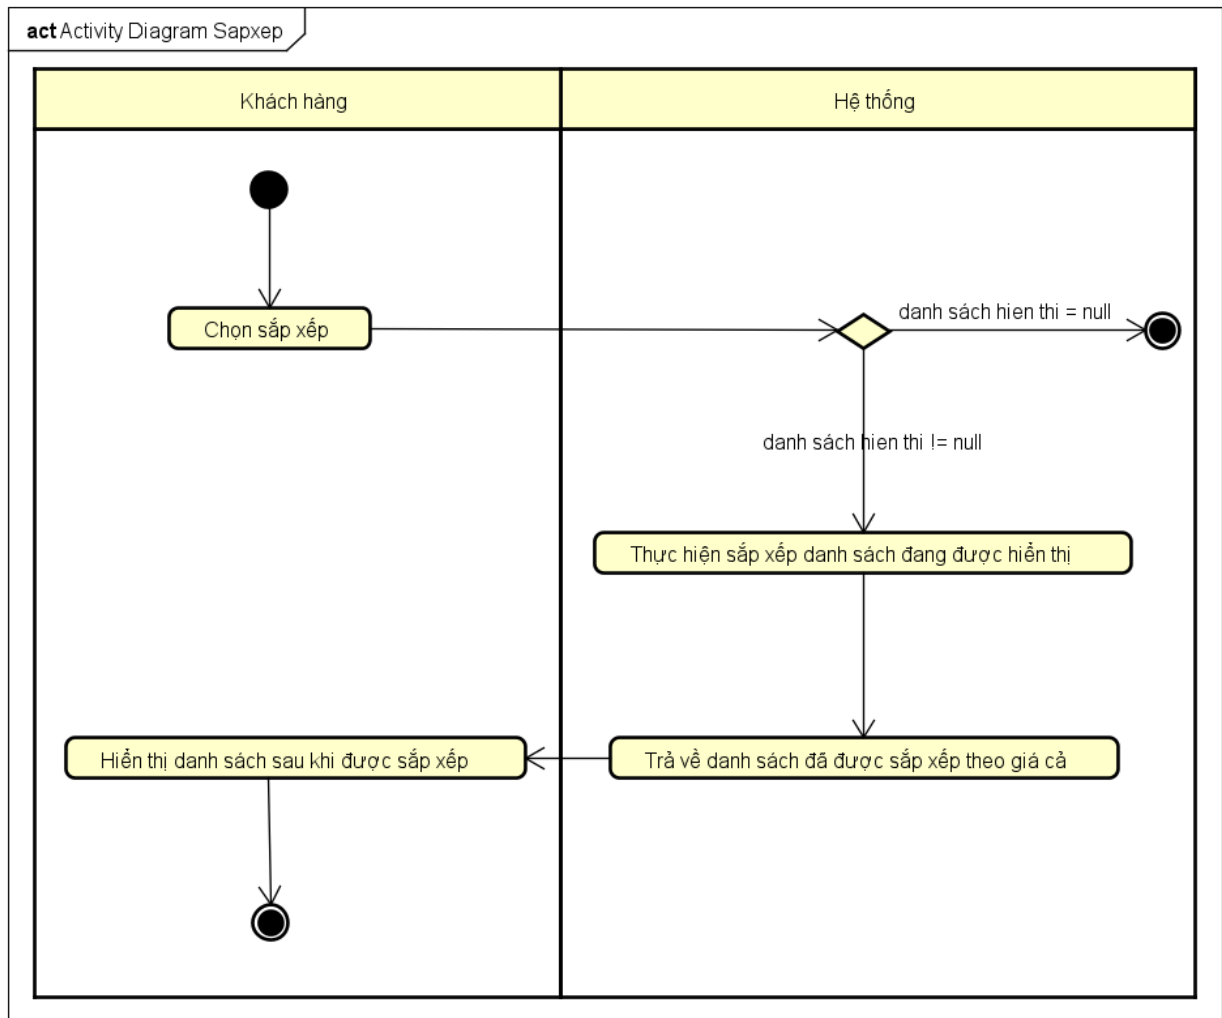 act Activity Diagram Sapxep
Khách hàng
Hệ thống
Chọn sắp xếp
danh sách hien thi = null
danh sách hien thi != null
Thực hiện sắp xếp danh sách đang được hiển thị
Hiển thị danh sách sau khi được sắp xếp
Trả về danh sách đã được sắp xếp theo giá cả